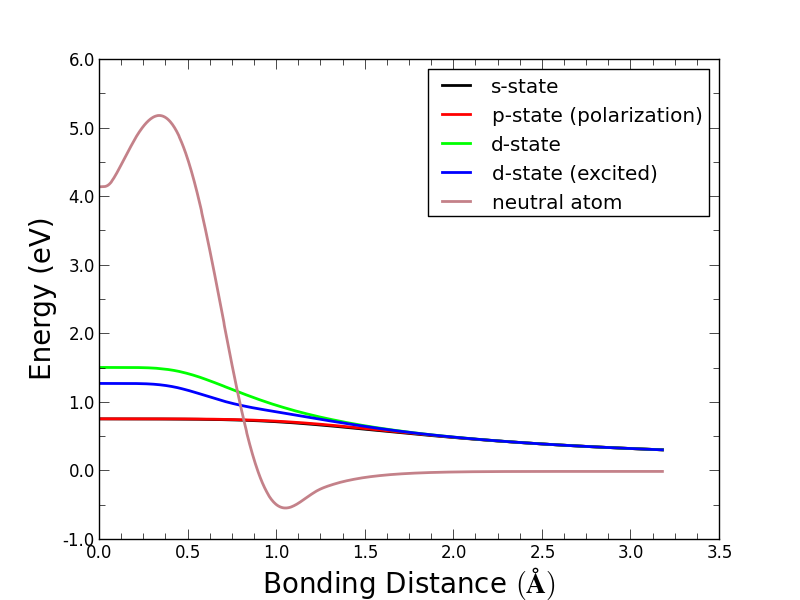 6.0
5.0
4.0
3.0
2.0
1.0
0.0
-1.0
0.0 0.5 1.0 1.5 2.0 2.5 3.0 3.5
Energy (eV)
Bonding Distance (Å)
s-state
p-state (polarization)
d-state
d-state (excited)
neutral atom